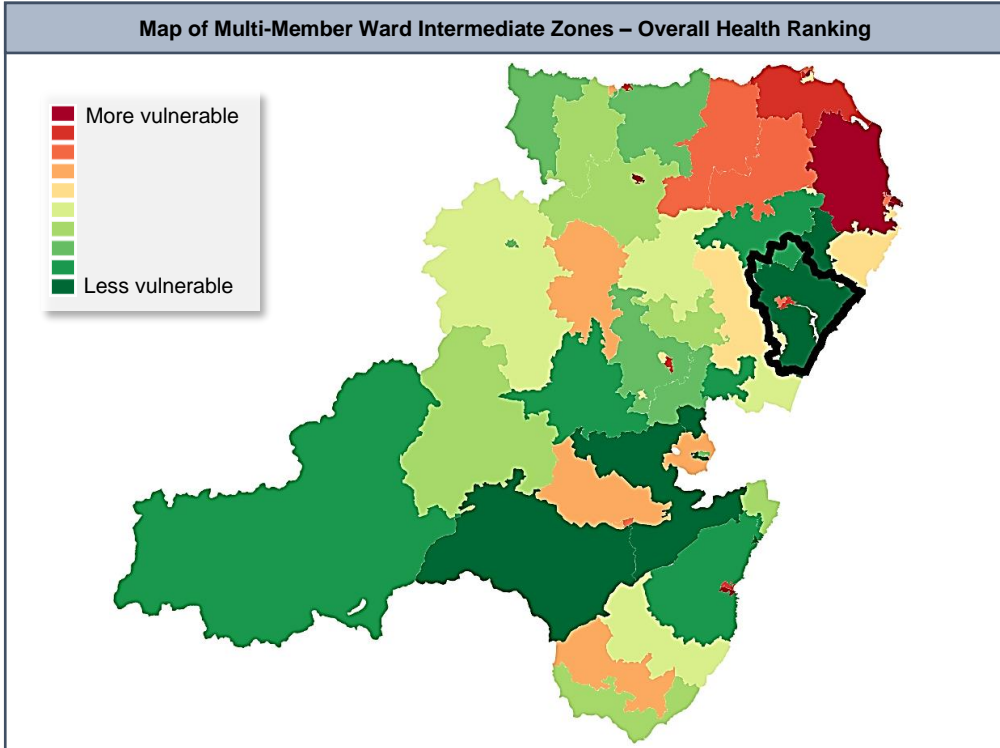 Map of Multi-Member Ward Intermediate Zones – Overall Health Ranking
More vulnerable
Less vulnerable